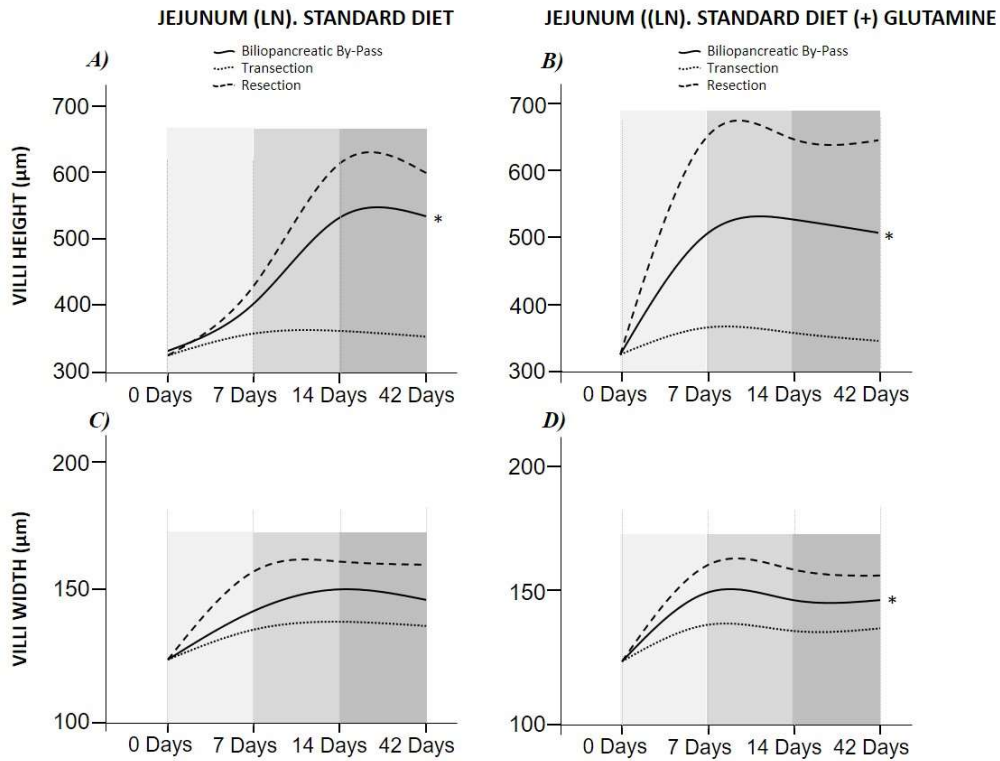 JEJUNUM (LN). STANDARD DIET
JEJUNUM ((LN). STANDARD DIET (+) GLUTAMINE
A)
Biliopancreatic By-Pass
Transection
Resection
VILLI HEIGHT (µm)
700
600
500
400
300
*
0 Days 7 Days 14 Days 42 Days
B)
Biliopancreatic By-Pass
Transection
Resection
700
600
500
400
300
*
0 Days 7 Days 14 Days 42 Days
C)
VILLI WIDTH (µm)
200
150
100
0 Days 7 Days 14 Days 42 Days
D)
200
150
100
*
0 Days 7 Days 14 Days 42 Days